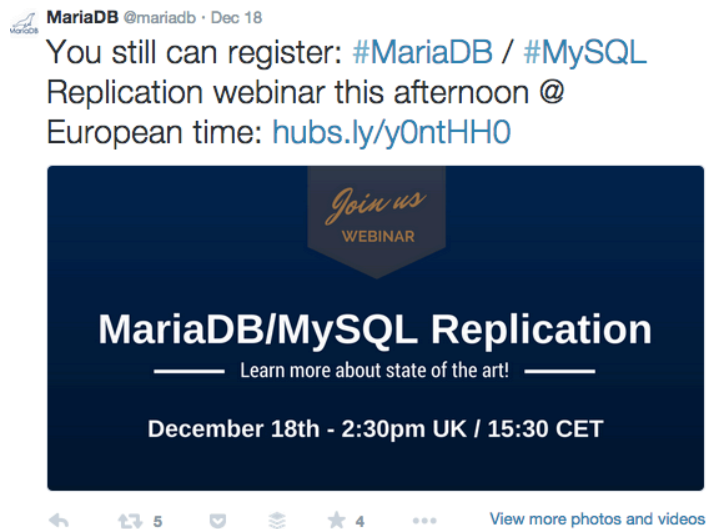 MariaDB @mariadb · Dec 18
MariaDB
You still can register: #MariaDB / #MySQL
Replication webinar this afternoon @
European time: hubs.ly/y0ntHH0
Join us
WEBINAR
MariaDB/MySQL Replication
Learn more about state of the art!
December 18th - 2:30pm UK / 15:30 CET
5
4
View more photos and videos